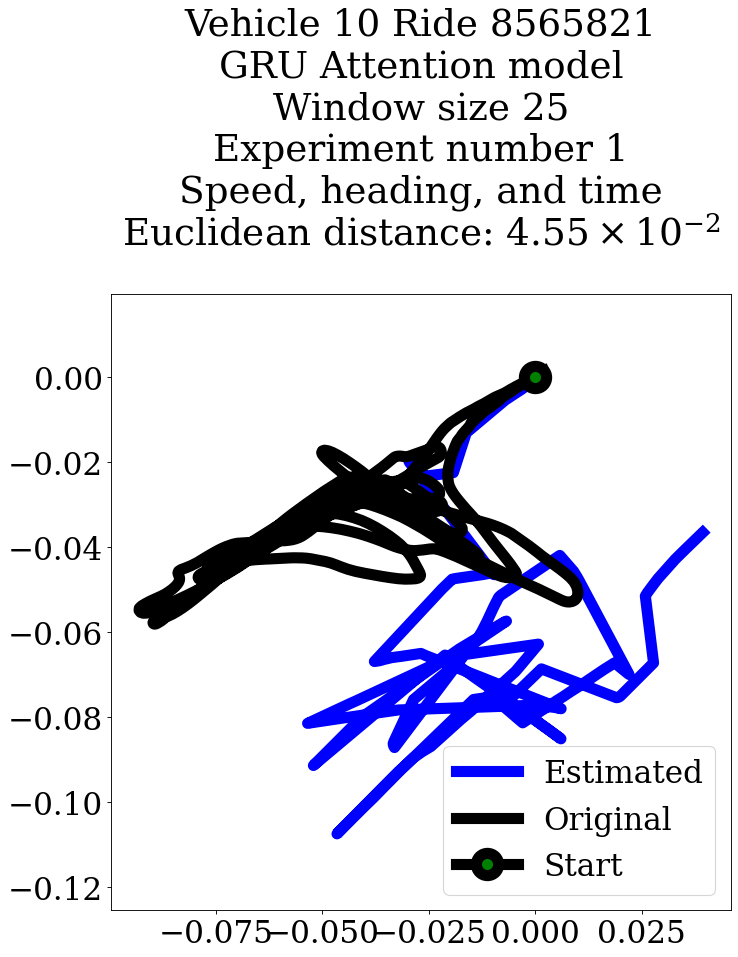 Vehicle 10 Ride 8565821
GRU Attention model
Window size 25
Experiment number 1
Speed, heading, and time
Euclidean distance: 4.55 × 10⁻²
0.00
−0.02
−0.04
−0.06
−0.08
−0.10
−0.12
Estimated
Original
Start
−0.075 −0.050 −0.025 0.000 0.025